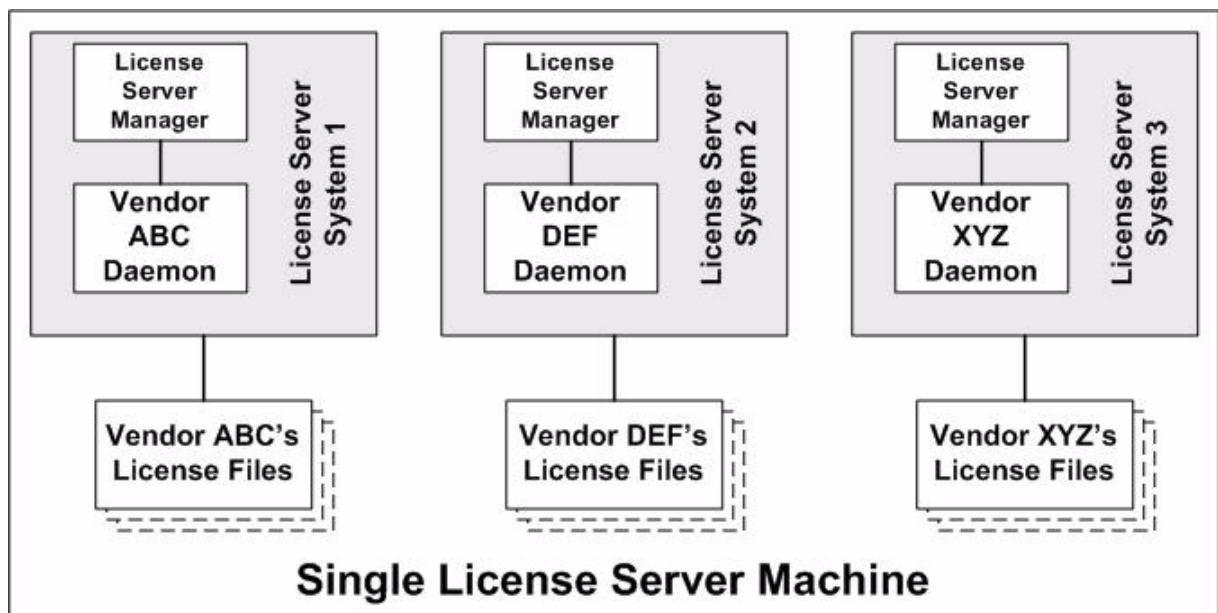 License
Server
Manager
Vendor
ABC
Daemon
License Server
System 1
Vendor ABC's
License Files
License
Server
Manager
Vendor
DEF
Daemon
License Server
System 2
Vendor DEF's
License Files
License
Server
Manager
Vendor
XYZ
Daemon
License Server
System 3
Vendor XYZ's
License Files
Single License Server Machine